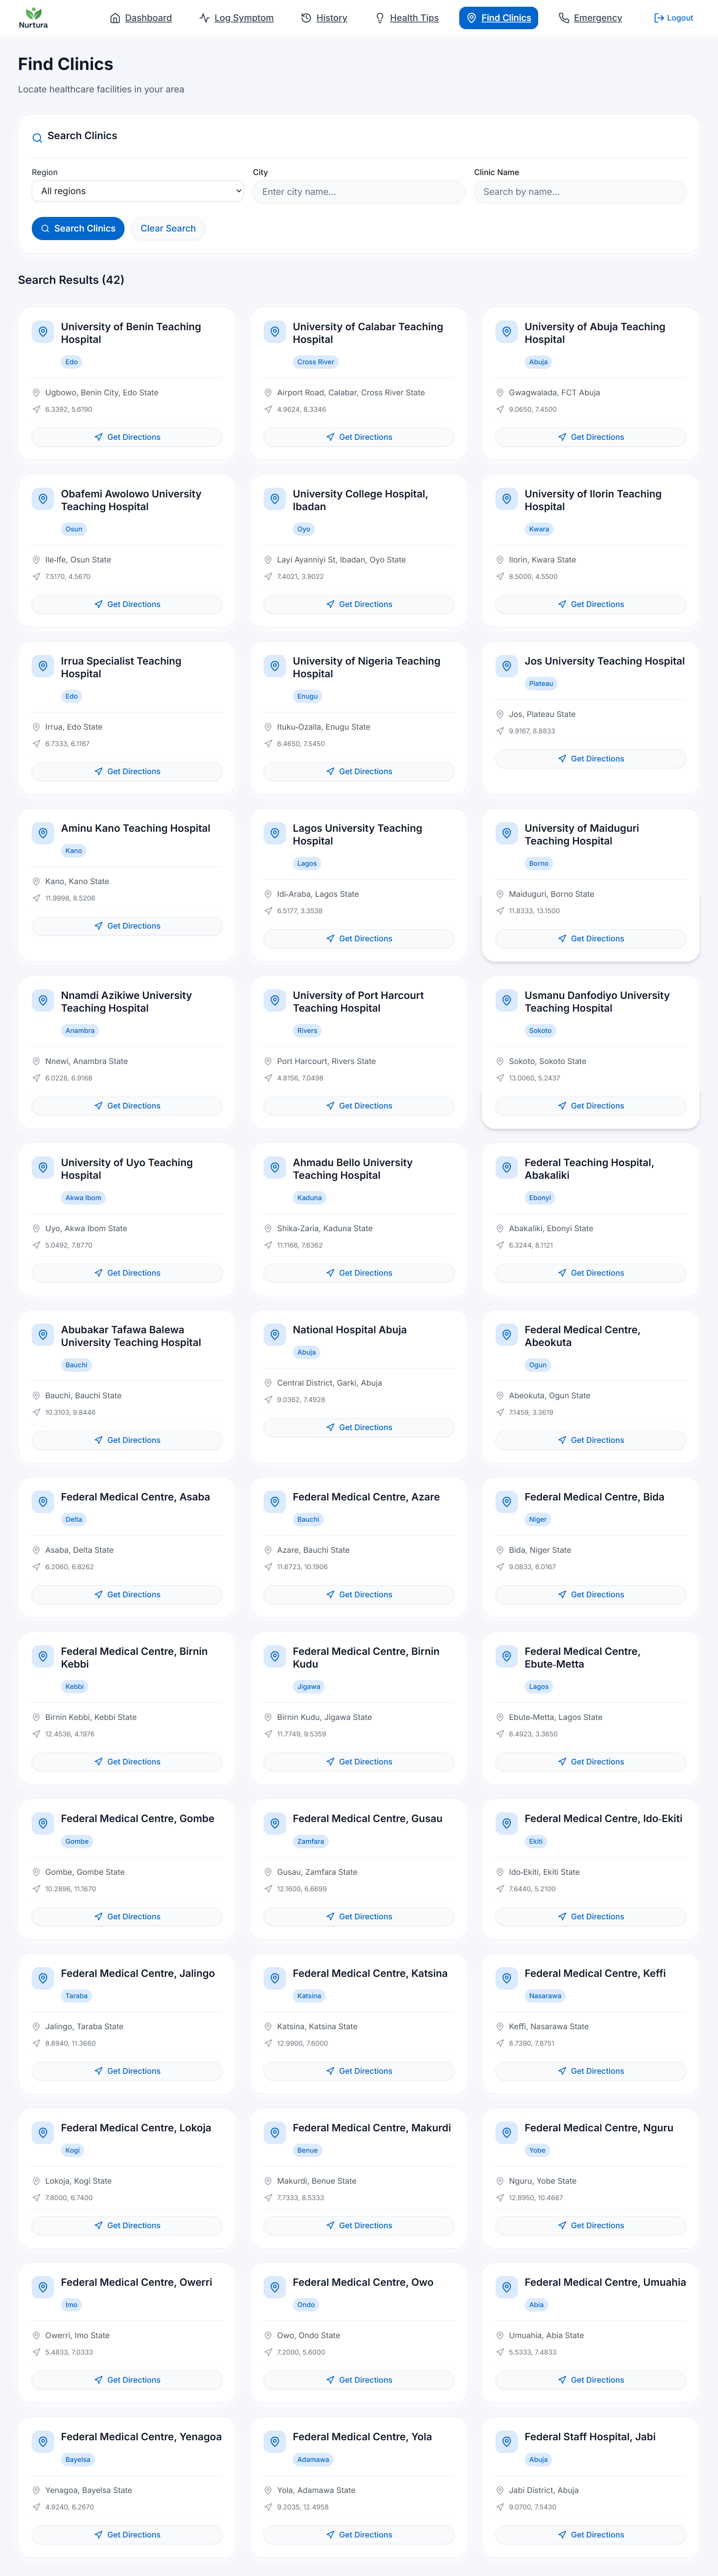 Nurtura
Dashboard
Log Symptom
History
Health Tips
Find Clinics
Emergency
Logout
Find Clinics
Locate healthcare facilities in your area
Search Clinics
Region
City
Clinic Name
All regions
Enter city name...
Search by name...
Search Clinics
Clear Search
Search Results (42)
University of Benin Teaching
Hospital
Edo
Ugbowo, Benin City, Edo State
6.3392, 5.6190
Get Directions
University of Calabar Teaching
Hospital
Cross River
Airport Road, Calabar, Cross River State
4.9624, 8.3346
Get Directions
University of Abuja Teaching
Hospital
Abuja
Gwagwalada, FCT Abuja
9.0650, 7.4500
Get Directions
Obafemi Awolowo University
Teaching Hospital
Osun
Ile-Ife, Osun State
7.5170, 4.5670
Get Directions
University College Hospital,
Ibadan
Oyo
Layi Ayanniyi St, Ibadan, Oyo State
7.4021, 3.9022
Get Directions
University of Ilorin Teaching
Hospital
Kwara
Ilorin, Kwara State
8.5000, 4.5500
Get Directions
Irrua Specialist Teaching
Hospital
Edo
Irrua, Edo State
6.7333, 6.1167
Get Directions
University of Nigeria Teaching
Hospital
Enugu
Ituku-Ozalla, Enugu State
6.4650, 7.5450
Get Directions
Jos University Teaching Hospital
Plateau
Jos, Plateau State
9.9167, 8.8833
Get Directions
Aminu Kano Teaching Hospital
Kano
Kano, Kano State
11.9998, 8.5206
Get Directions
Lagos University Teaching
Hospital
Lagos
Idi-Araba, Lagos State
6.5177, 3.3538
Get Directions
University of Maiduguri
Teaching Hospital
Borno
Maiduguri, Borno State
11.8333, 13.1500
Get Directions
Nnamdi Azikiwe University
Teaching Hospital
Anambra
Nnewi, Anambra State
6.0228, 6.9168
Get Directions
University of Port Harcourt
Teaching Hospital
Rivers
Port Harcourt, Rivers State
4.8156, 7.0498
Get Directions
Usmanu Danfodiyo University
Teaching Hospital
Sokoto
Sokoto, Sokoto State
13.0060, 5.2437
Get Directions
University of Uyo Teaching
Hospital
Akwa Ibom
Uyo, Akwa Ibom State
5.0492, 7.8770
Get Directions
Ahmadu Bello University
Teaching Hospital
Kaduna
Shika-Zaria, Kaduna State
11.1166, 7.6362
Get Directions
Federal Teaching Hospital,
Abakaliki
Ebonyi
Abakaliki, Ebonyi State
6.3244, 8.1121
Get Directions
Abubakar Tafawa Balewa
University Teaching Hospital
Bauchi
Bauchi, Bauchi State
10.3103, 9.8446
Get Directions
National Hospital Abuja
Abuja
Central District, Garki, Abuja
9.0362, 7.4928
Get Directions
Federal Medical Centre,
Abeokuta
Ogun
Abeokuta, Ogun State
7.1459, 3.3619
Get Directions
Federal Medical Centre, Asaba
Delta
Asaba, Delta State
6.2060, 6.8262
Get Directions
Federal Medical Centre, Azare
Bauchi
Azare, Bauchi State
11.6723, 10.1906
Get Directions
Federal Medical Centre, Bida
Niger
Bida, Niger State
9.0833, 6.0167
Get Directions
Federal Medical Centre, Birnin
Kebbi
Kebbi
Birnin Kebbi, Kebbi State
12.4536, 4.1976
Get Directions
Federal Medical Centre, Birnin
Kudu
Jigawa
Birnin Kudu, Jigawa State
11.7749, 9.5359
Get Directions
Federal Medical Centre,
Ebute-Metta
Lagos
Ebute-Metta, Lagos State
6.4923, 3.3650
Get Directions
Federal Medical Centre, Gombe
Gombe
Gombe, Gombe State
10.2896, 11.1670
Get Directions
Federal Medical Centre, Gusau
Zamfara
Gusau, Zamfara State
12.1600, 6.6699
Get Directions
Federal Medical Centre, Ido-Ekiti
Ekiti
Ido-Ekiti, Ekiti State
7.6440, 5.2100
Get Directions
Federal Medical Centre, Jalingo
Taraba
Jalingo, Taraba State
8.8940, 11.3660
Get Directions
Federal Medical Centre, Katsina
Katsina
Katsina, Katsina State
12.9900, 7.6000
Get Directions
Federal Medical Centre, Keffi
Nasarawa
Keffi, Nasarawa State
8.7390, 7.8751
Get Directions
Federal Medical Centre, Lokoja
Kogi
Lokoja, Kogi State
7.8000, 6.7400
Get Directions
Federal Medical Centre, Makurdi
Benue
Makurdi, Benue State
7.7333, 8.5333
Get Directions
Federal Medical Centre, Nguru
Yobe
Nguru, Yobe State
12.8950, 10.4667
Get Directions
Federal Medical Centre, Owerri
Imo
Owerri, Imo State
5.4833, 7.0333
Get Directions
Federal Medical Centre, Owo
Ondo
Owo, Ondo State
7.2000, 5.6000
Get Directions
Federal Medical Centre, Umuahia
Abia
Umuahia, Abia State
5.5333, 7.4833
Get Directions
Federal Medical Centre, Yenagoa
Bayelsa
Yenagoa, Bayelsa State
4.9240, 6.2670
Get Directions
Federal Medical Centre, Yola
Adamawa
Yola, Adamawa State
9.2035, 12.4958
Get Directions
Federal Staff Hospital, Jabi
Abuja
Jabi District, Abuja
9.0700, 7.5430
Get Directions